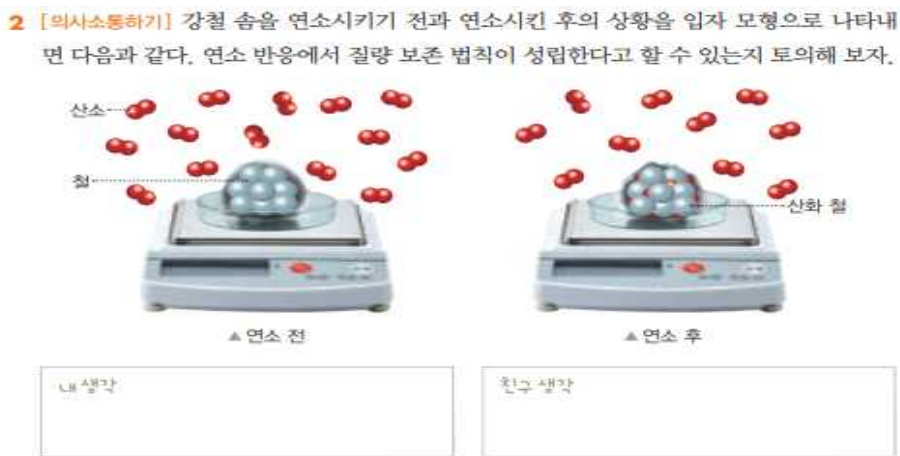 2 [의사소통하기] 강철 솜을 연소시키기 전과 연소시킨 후의 상황을 입자 모형으로 나타내
면 다음과 같다. 연소 반응에서 질량 보존 법칙이 성립한다고 할 수 있는지 토의해 보자.
산소
철
산화 철
▲연소 전
▲연소 후
내 생각
친구 생각